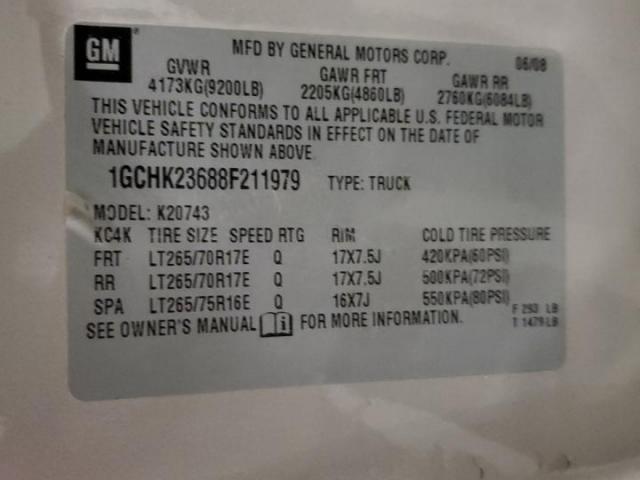 GM ® MFD BY GENERAL MOTORS CORP. 06/08
GVWR GAWR FRT GAWR RR
4173KG(9200LB) 2205KG(4860LB) 2760KG(6084LB)
THIS VEHICLE CONFORMS TO ALL APPLICABLE U.S. FEDERAL MOTOR
VEHICLE SAFETY STANDARDS IN EFFECT ON THE DATE OF
MANUFACTURE SHOWN ABOVE.
1GCHK23688F211979 TYPE: TRUCK
MODEL: K20743
KC4K TIRE SIZE SPEED RTG RIM COLD TIRE PRESSURE
FRT LT265/70R17E Q 17X7.5J 420KPA(60PSI)
RR LT265/70R17E Q 17X7.5J 500KPA(72PSI)
SPA LT265/75R16E Q 16X7J 550KPA(80PSI)
F 293 LB
SEE OWNER'S MANUAL i FOR MORE INFORMATION. T 1479 LB